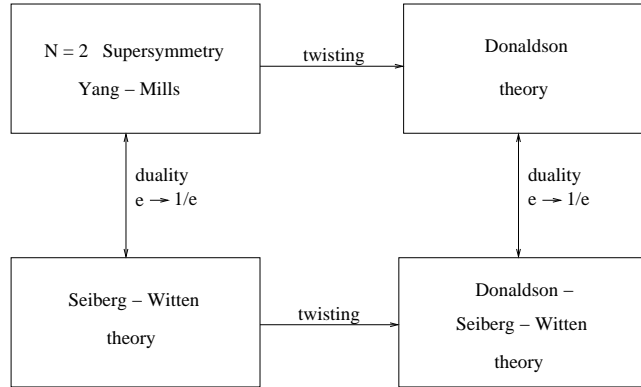 N = 2 Supersymmetry
Yang – Mills
twisting
Donaldson
theory
duality
e → 1/e
duality
e → 1/e
Seiberg – Witten
theory
twisting
Donaldson –
Seiberg – Witten
theory